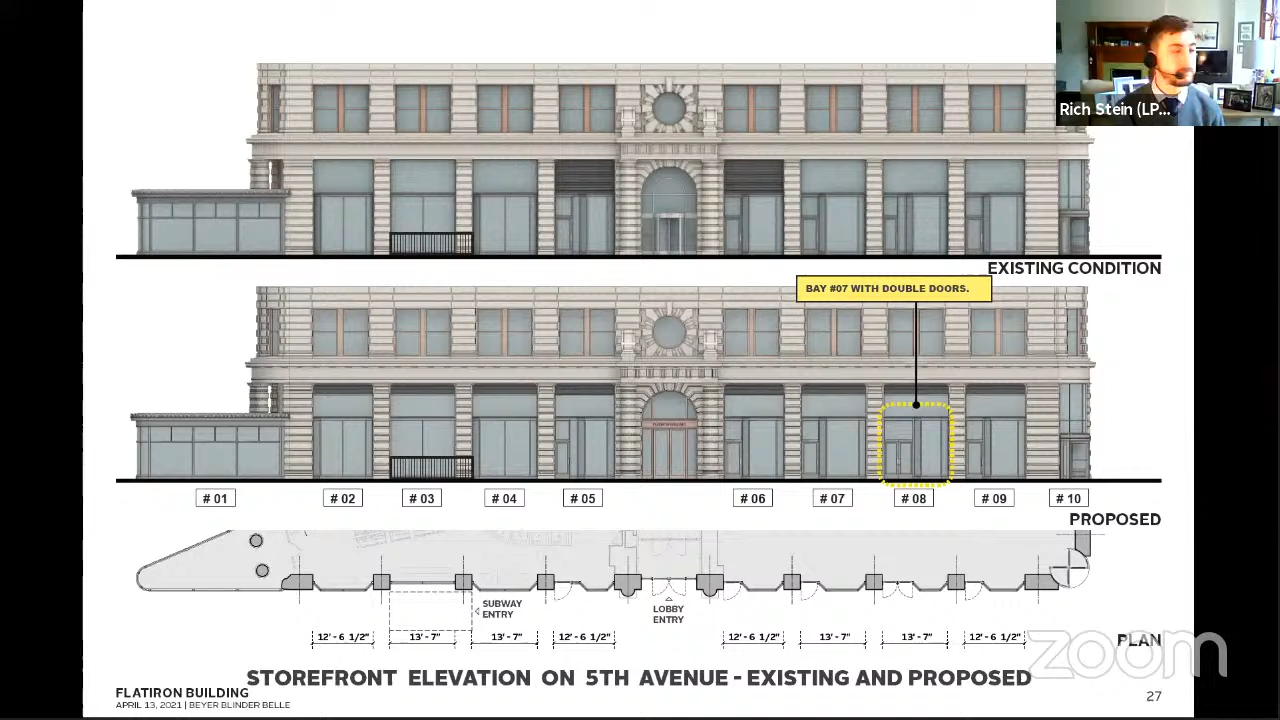 Rich Stein (LP...
EXISTING CONDITION
BAY #07 WITH DOUBLE DOORS.
# 01
# 02
# 03
# 04
# 05
# 06
# 07
# 08
# 09
# 10
PROPOSED
SUBWAY
ENTRY
LOBBY
ENTRY
12' - 6 1/2"
13' - 7"
13' - 7"
12' - 6 1/2"
12' - 6 1/2"
13' - 7"
13' - 7"
12' - 6 1/2"
PLAN
zoom
STOREFRONT ELEVATION ON 5TH AVENUE - EXISTING AND PROPOSED
FLATIRON BUILDING
APRIL 13, 2021 | BEYER BLINDER BELLE
27